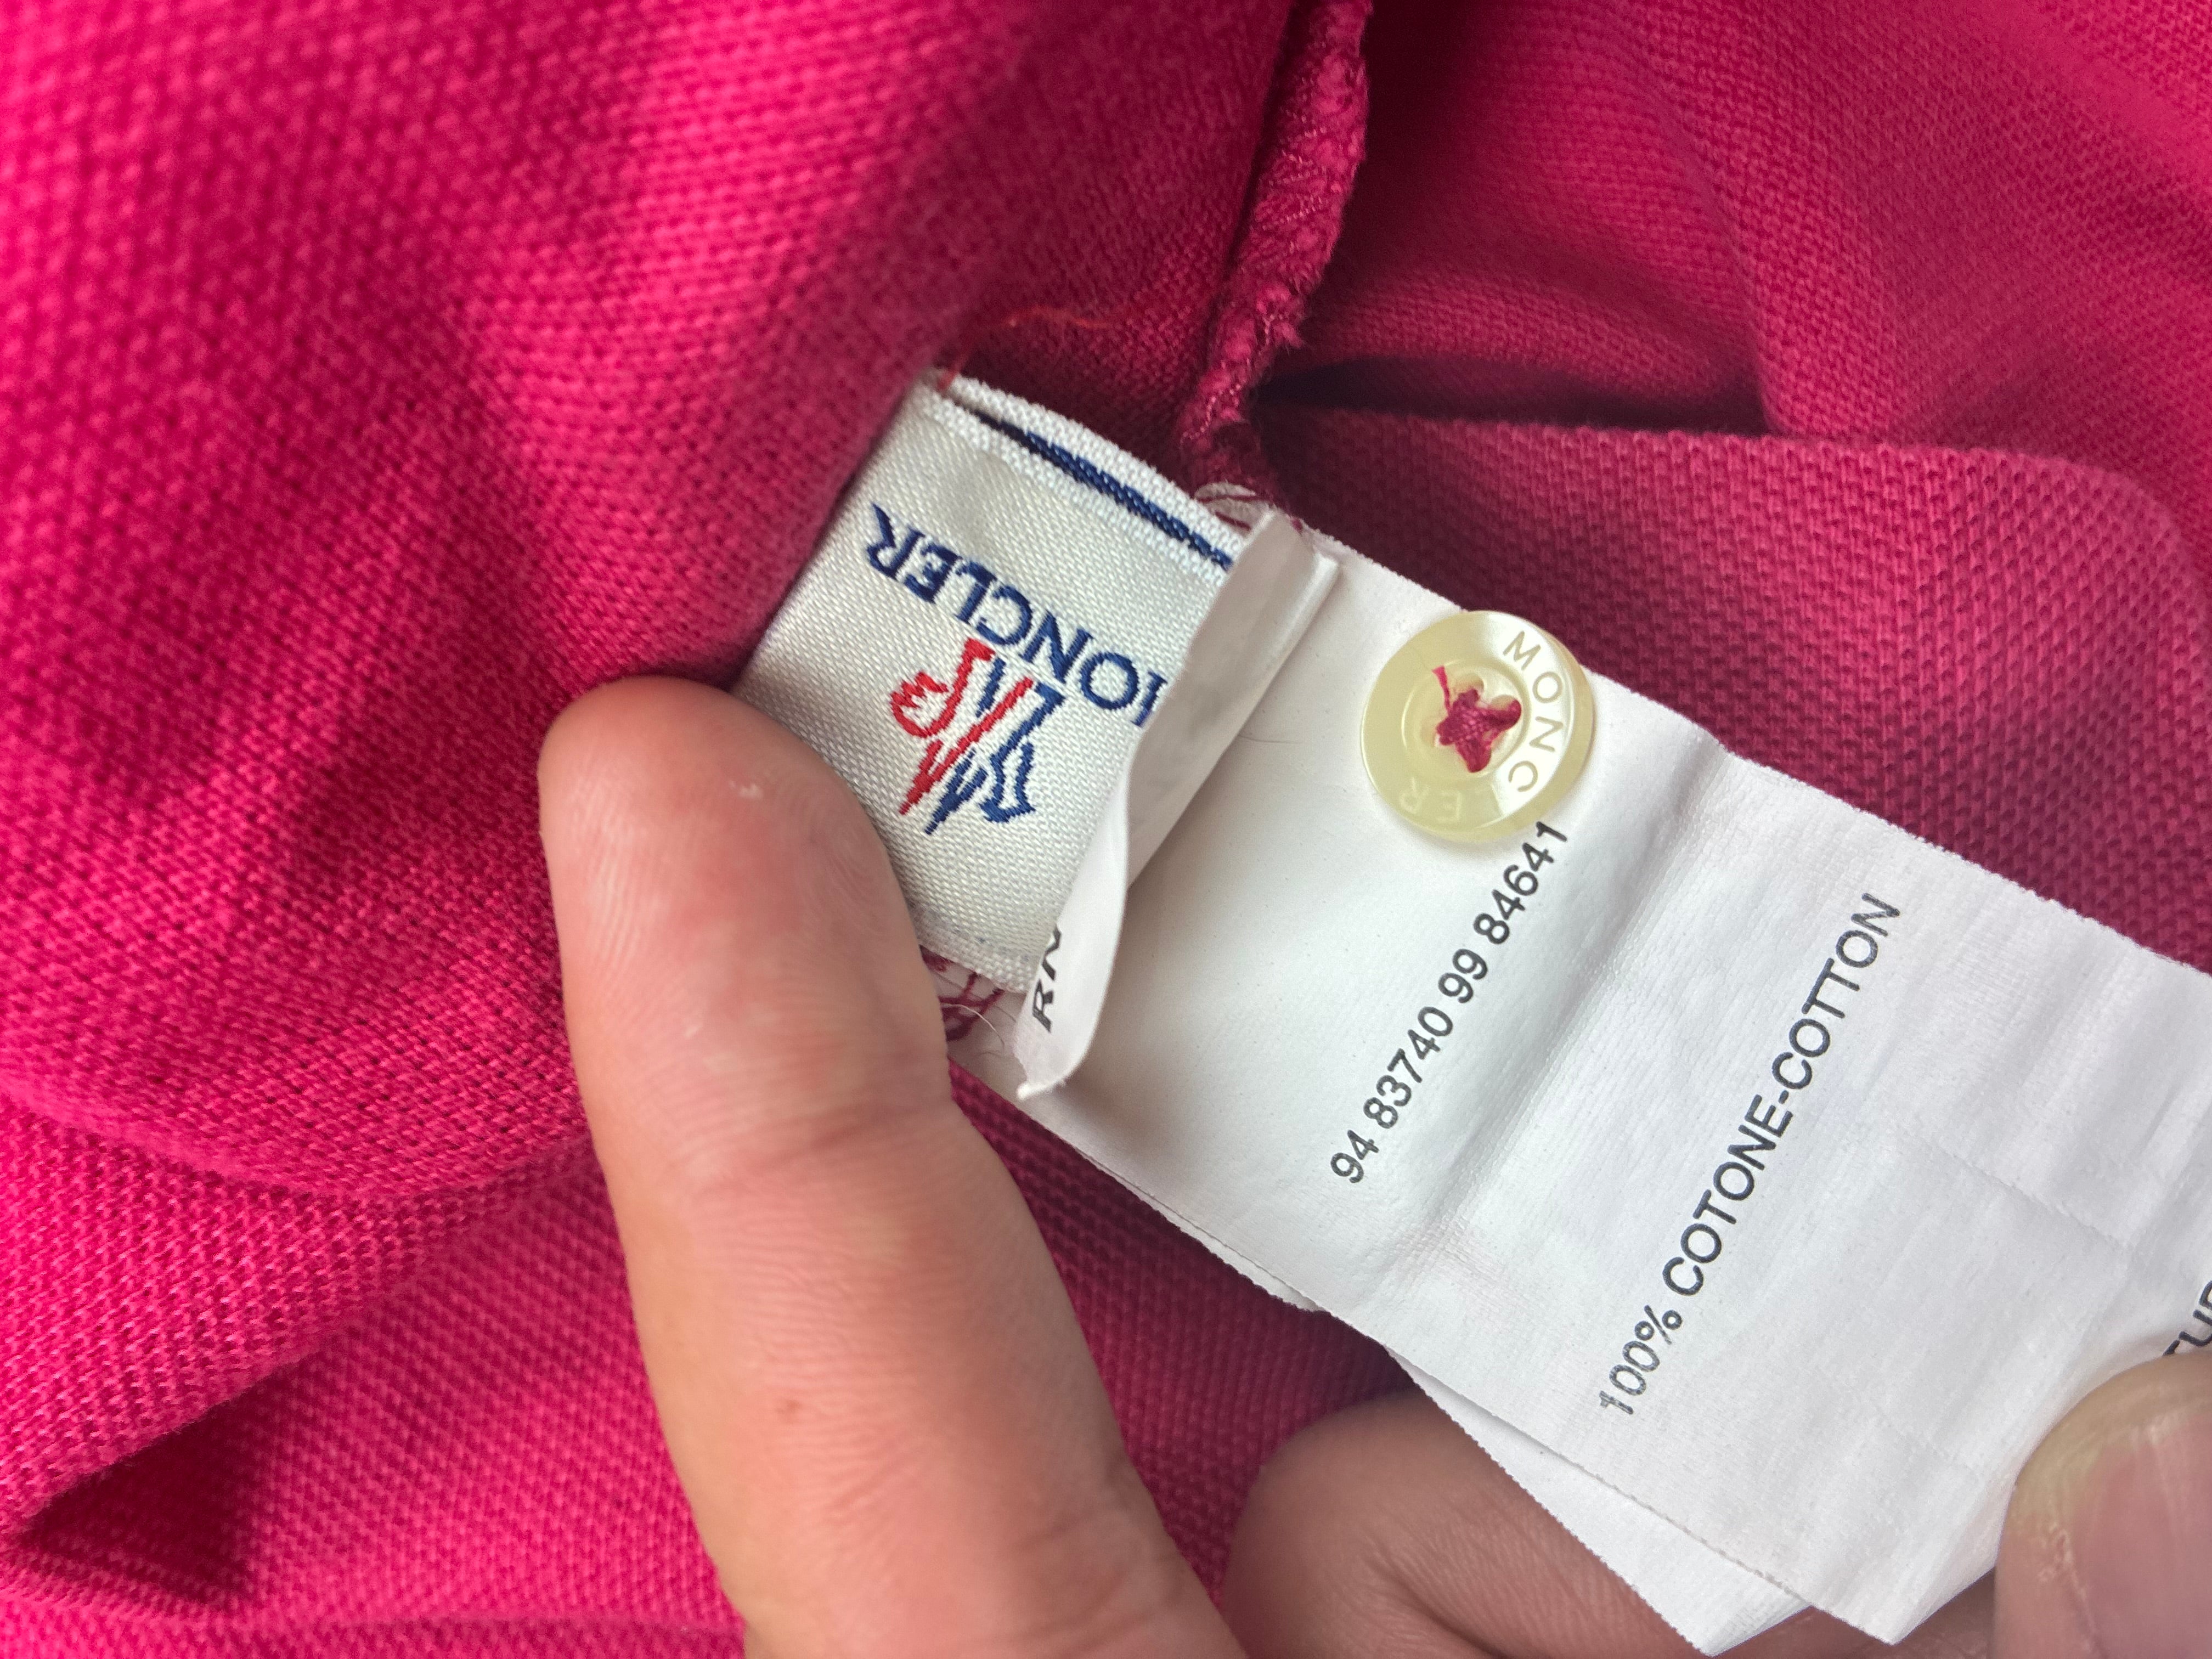 MONCLER
MONCLER
94 83740 99 84641
100% COTONE-COTTON